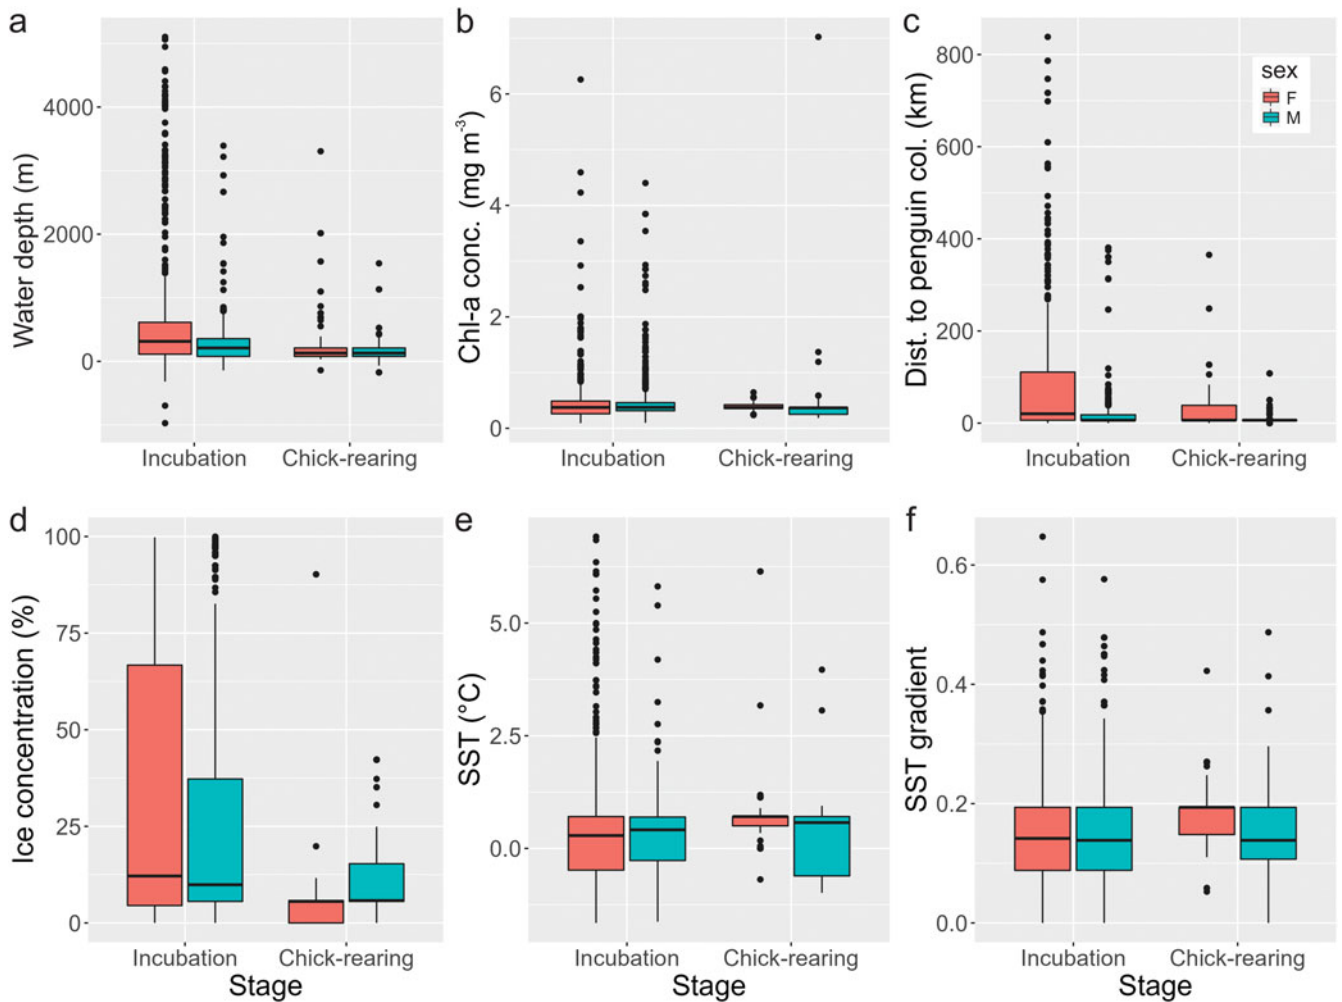 a
Water depth (m)
4000
2000
0
Incubation
Chick-rearing
b
Chl-a conc. (mg m⁻³)
6
4
2
0
Incubation
Chick-rearing
c
Dist. to penguin col. (km)
800
600
400
200
0
sex
F
M
Incubation
Chick-rearing
d
Ice concentration (%)
100
75
50
25
0
Incubation
Chick-rearing
Stage
e
SST (°C)
5.0
2.5
0.0
Incubation
Chick-rearing
Stage
f
SST gradient
0.6
0.4
0.2
0.0
Incubation
Chick-rearing
Stage